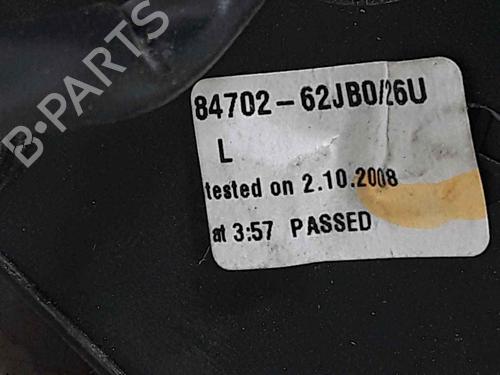 B-PARTS
84702-62JB0/26U
L
tested on 2.10.2008
at 3:57 PASSED